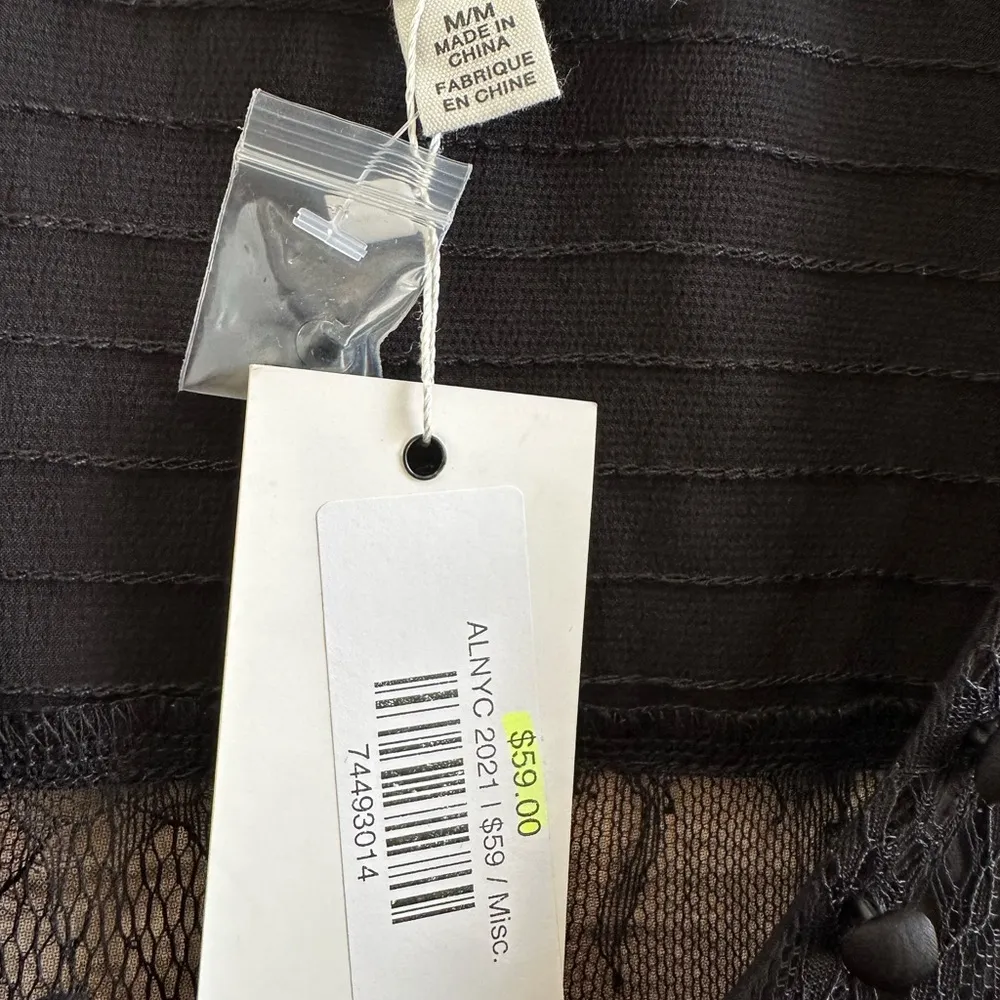 M/M
MADE IN
CHINA
FABRIQUE
EN CHINE
$59.00
ALNYC 2021 | $59 / Misc.
74493014